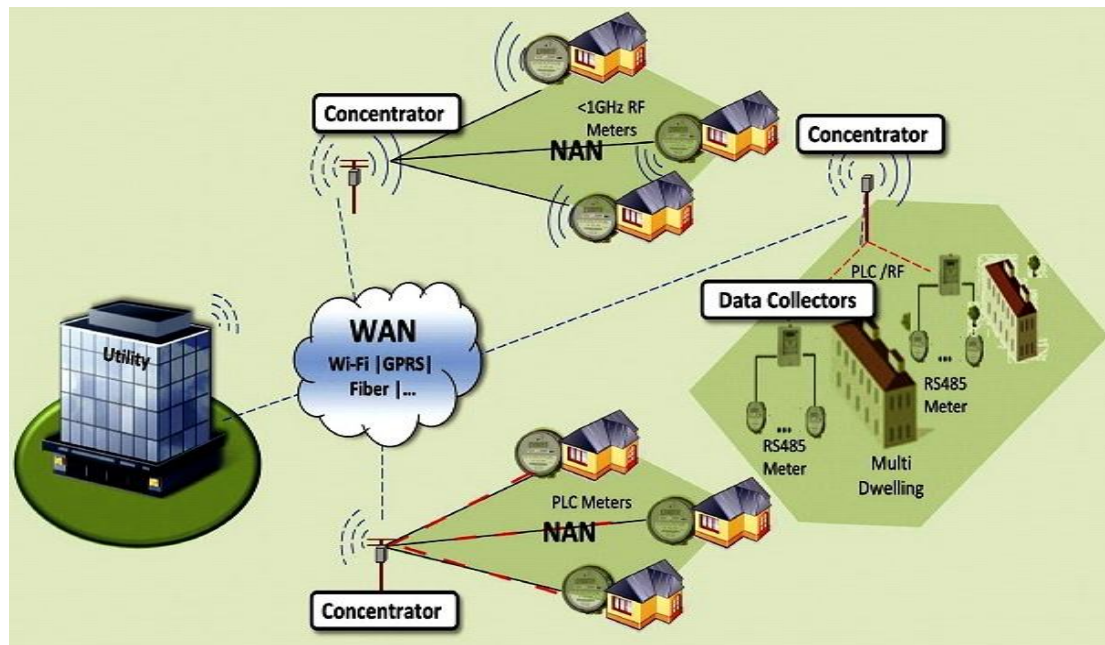 Concentrator
<1GHz RF
Meters
NAN
Concentrator
PLC /RF
Data Collectors
Utility
WAN
Wi-Fi |GPRS|
Fiber |...
...
RS485
Meter
...
RS485
Meter
Multi
Dwelling
PLC Meters
NAN
Concentrator